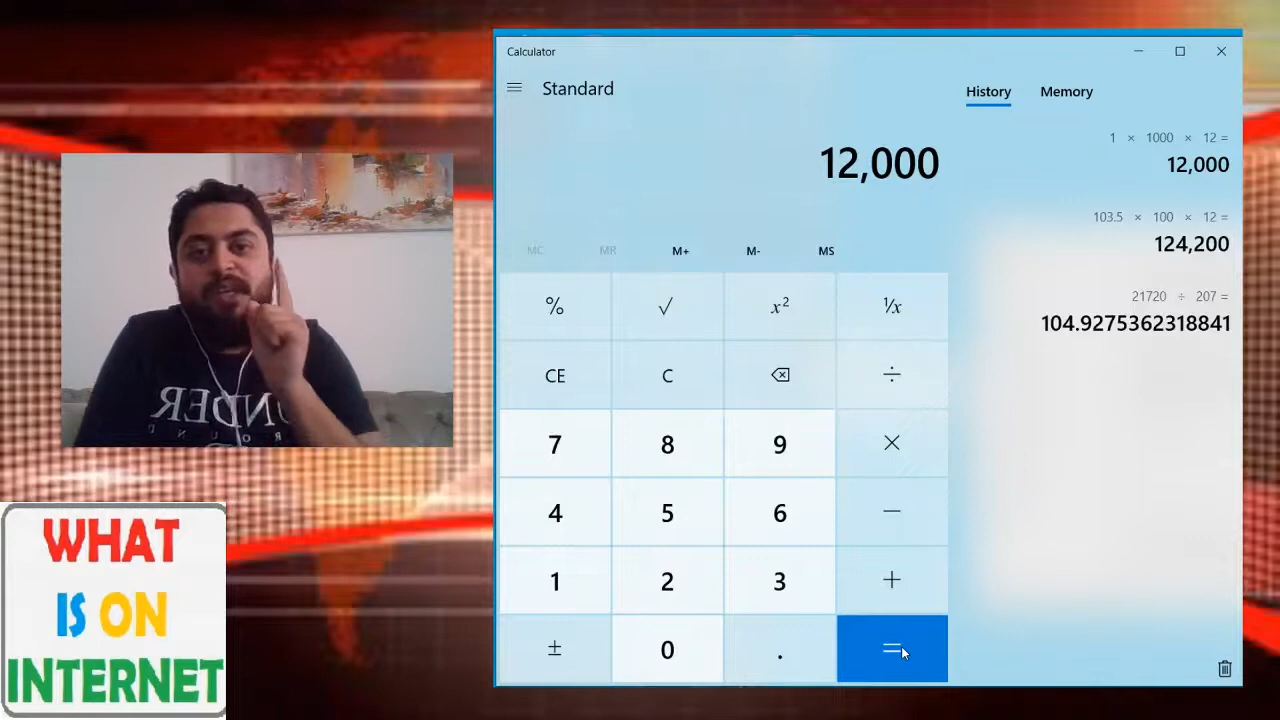 Calculator
Standard
History
Memory
1 × 1000 × 12 =
12,000
12,000
103.5 × 100 × 12 =
124,200
21720 ÷ 207 =
104.9275362318841
MC
MR
M+
M-
MS
%
√
x²
¹/x
CE
C
÷
7
8
9
×
4
5
6
−
1
2
3
+
±
0
.
=
WHAT
IS ON
INTERNET